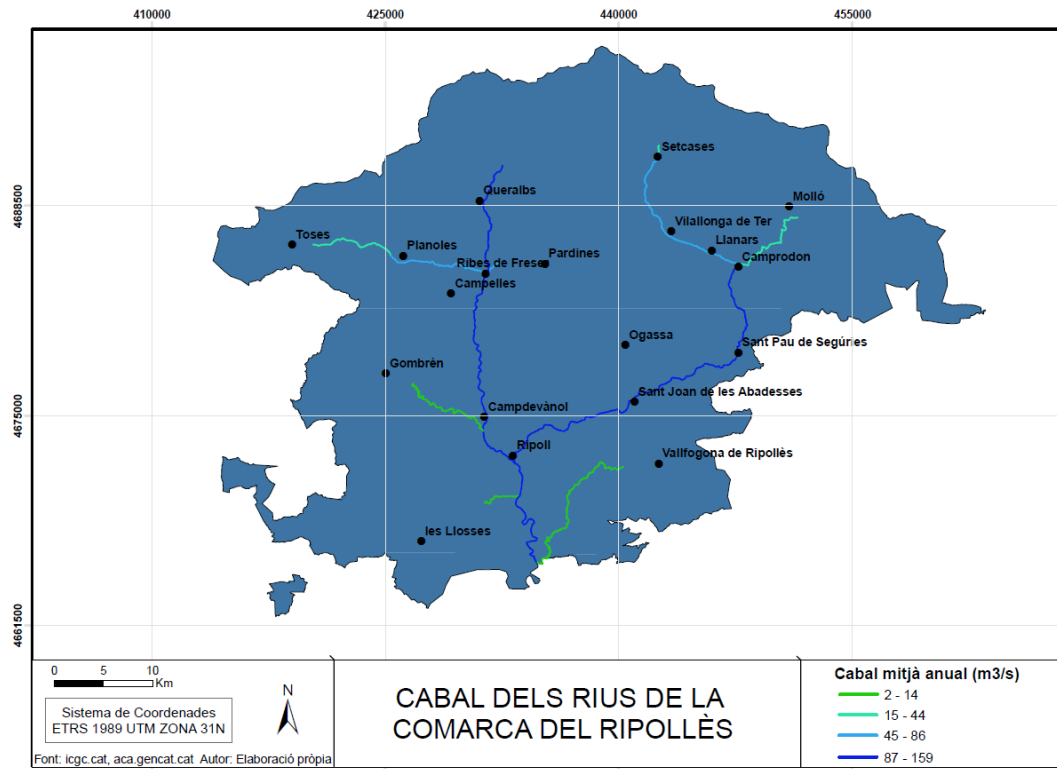 410000 425000 440000 455000
Setcases
4688500
Queralbs
Molló
Vilallonga de Ter
Toses
Llanars
Planoles
Pardines
Camprodon
Ribes de Freser
Campelles
Ogassa
Sant Pau de Segúries
Gombrèn
Sant Joan de les Abadesses
4675000
Campdevànol
Ripoll
Vallfogona de Ripollès
les Llosses
4661500
0 5 10
Km
N
Sistema de Coordenades
ETRS 1989 UTM ZONA 31N
Font: icgc.cat, aca.gencat.cat Autor: Elaboració pròpia
CABAL DELS RIUS DE LA
COMARCA DEL RIPOLLÈS
Cabal mitjà anual (m3/s)
2 - 14
15 - 44
45 - 86
87 - 159